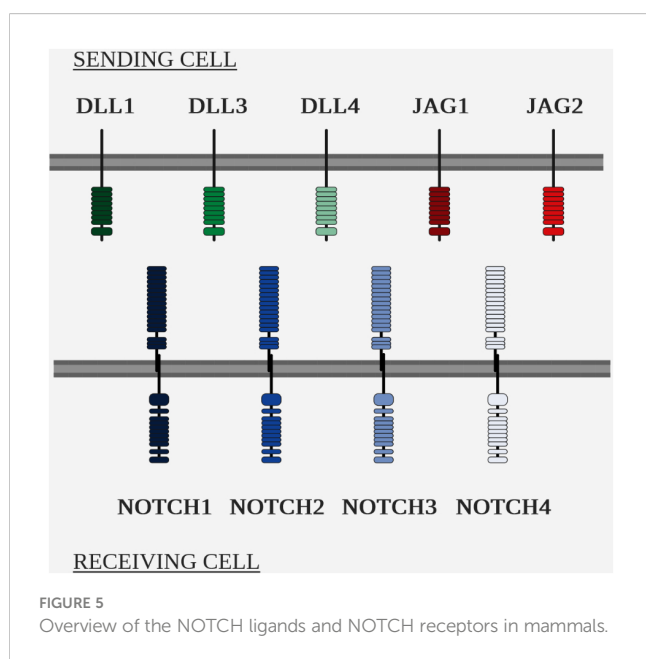 SENDING CELL
DLL1 DLL3 DLL4 JAG1 JAG2
NOTCH1 NOTCH2 NOTCH3 NOTCH4
RECEIVING CELL
FIGURE 5
Overview of the NOTCH ligands and NOTCH receptors in mammals.